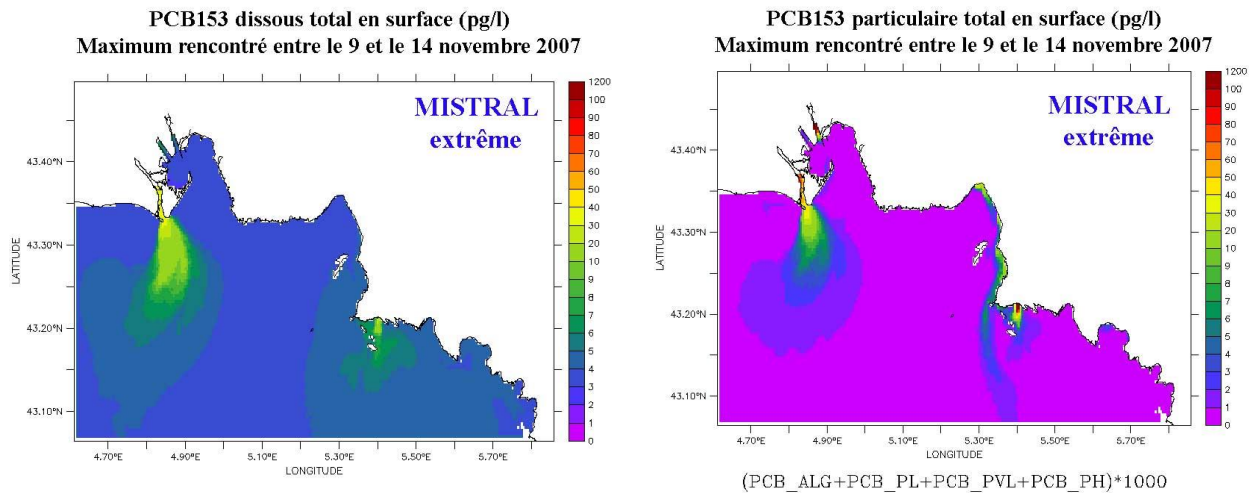 PCB153 dissous total en surface (pg/l)
Maximum rencontré entre le 9 et le 14 novembre 2007
MISTRAL
extrême
43.40°N
43.30°N
43.20°N
43.10°N
LATITUDE
4.70°E 4.90°E 5.10°E 5.30°E 5.50°E 5.70°E
LONGITUDE
1200
100
90
80
70
60
50
40
30
20
10
9
8
7
6
5
4
3
2
1
0
PCB153 particulaire total en surface (pg/l)
Maximum rencontré entre le 9 et le 14 novembre 2007
MISTRAL
extrême
43.40°N
43.30°N
43.20°N
43.10°N
LATITUDE
4.70°E 4.90°E 5.10°E 5.30°E 5.50°E 5.70°E
LONGITUDE
1200
100
90
80
70
60
50
40
30
20
10
9
8
7
6
5
4
3
2
1
0
(PCB_ALG+PCB_PL+PCB_PVL+PCB_PH)*1000